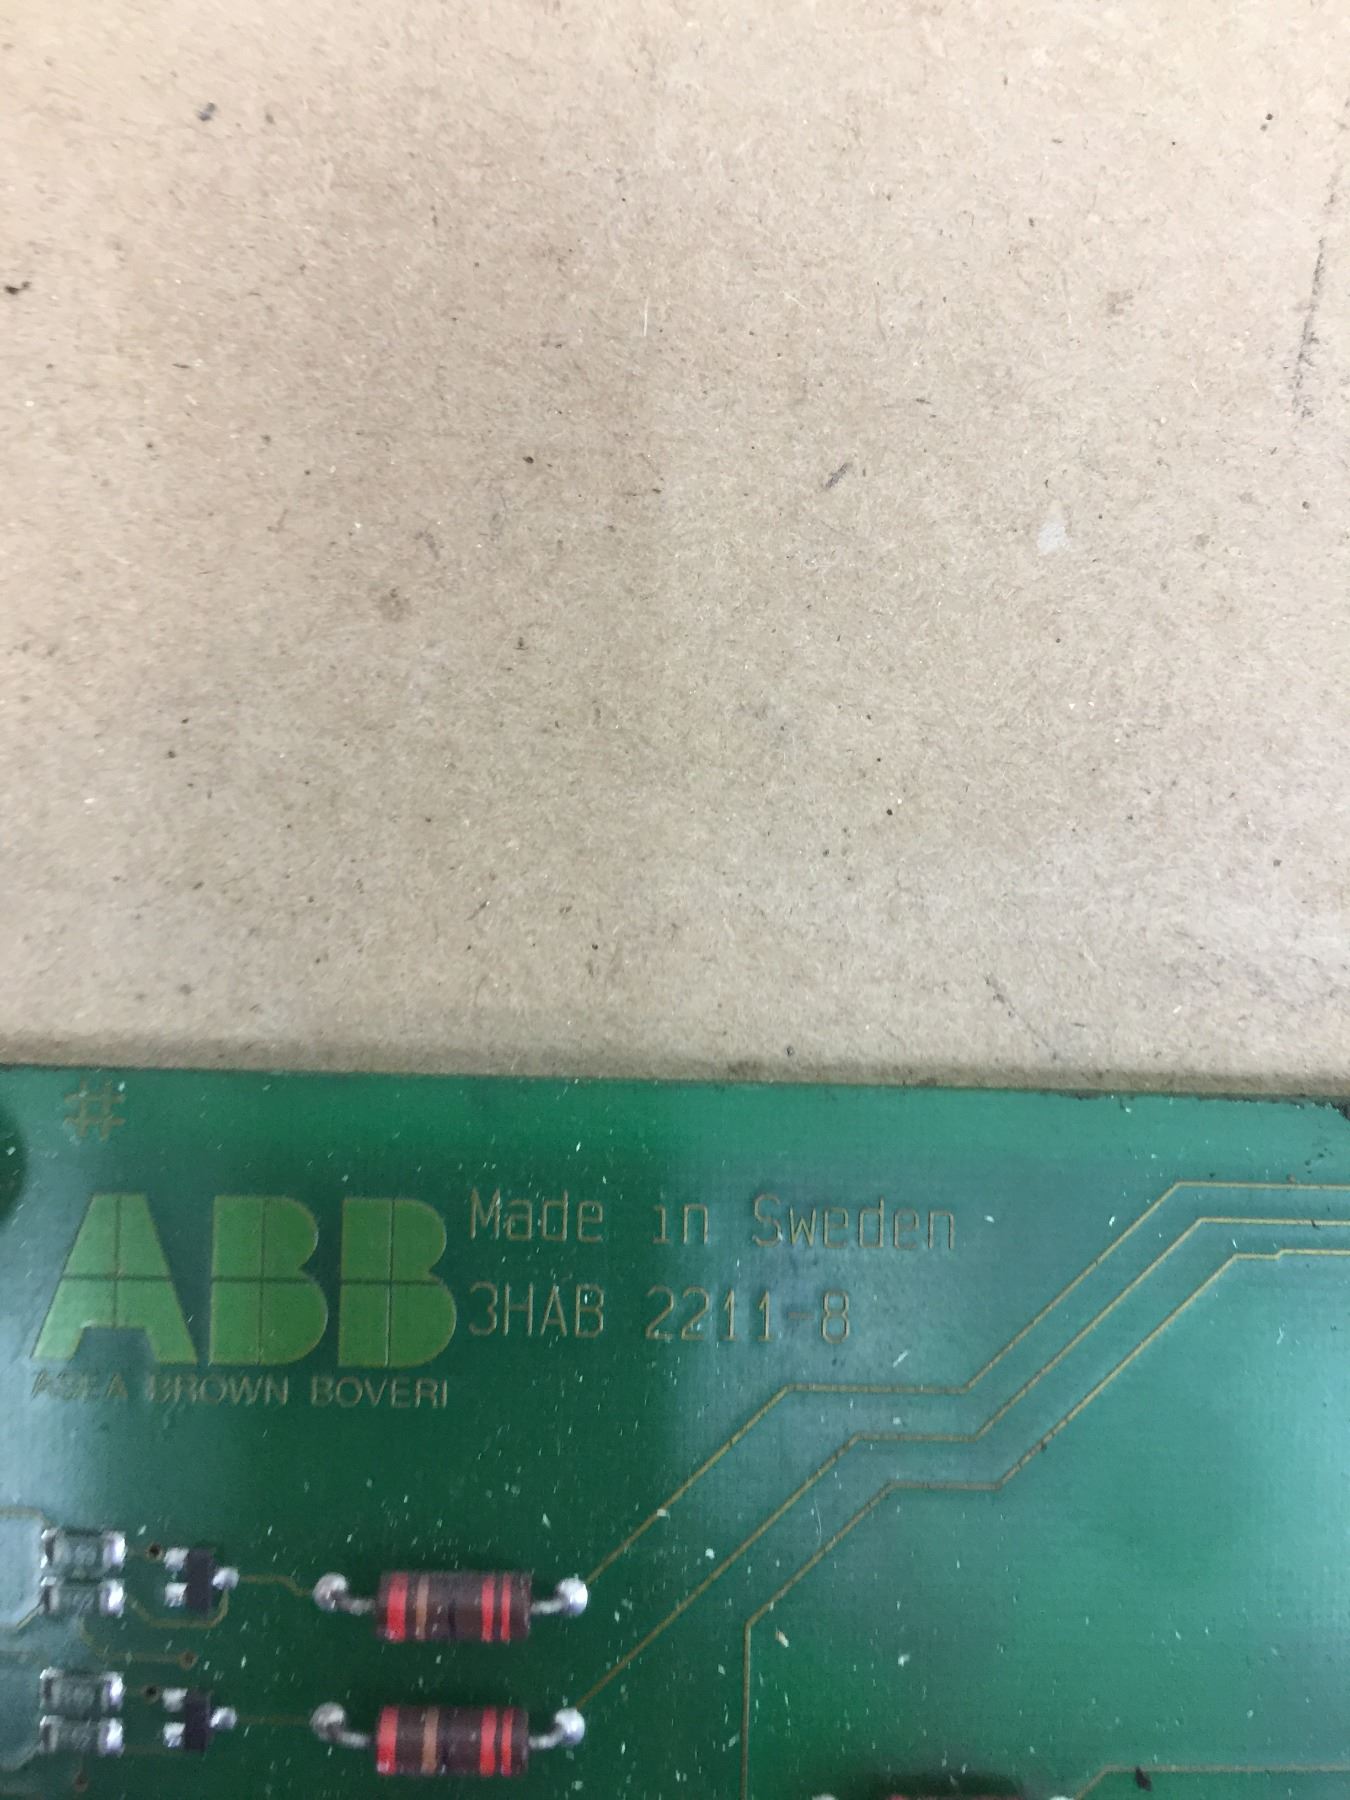 #
ABB
ASEA BROWN BOVERI
Made in Sweden
3HAB 2211-8